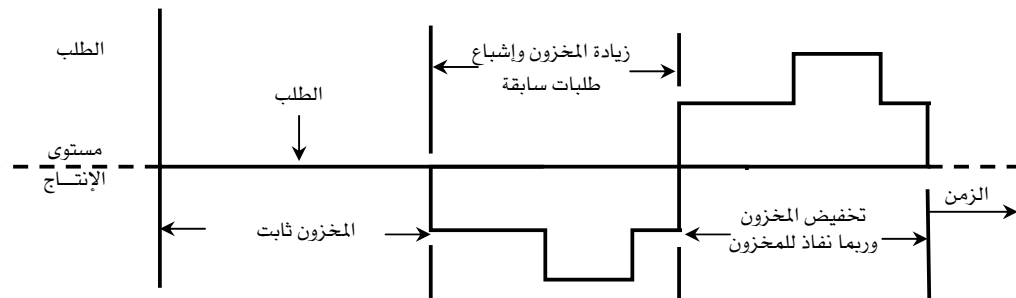 الطلب
زيادة المخزون وإشباع
طلبات سابقة
الطلب
مستوى
الإنتـــاج
الزمن
المخزون ثابت
تخفيض المخزون
وربما نفاذ للمخزون